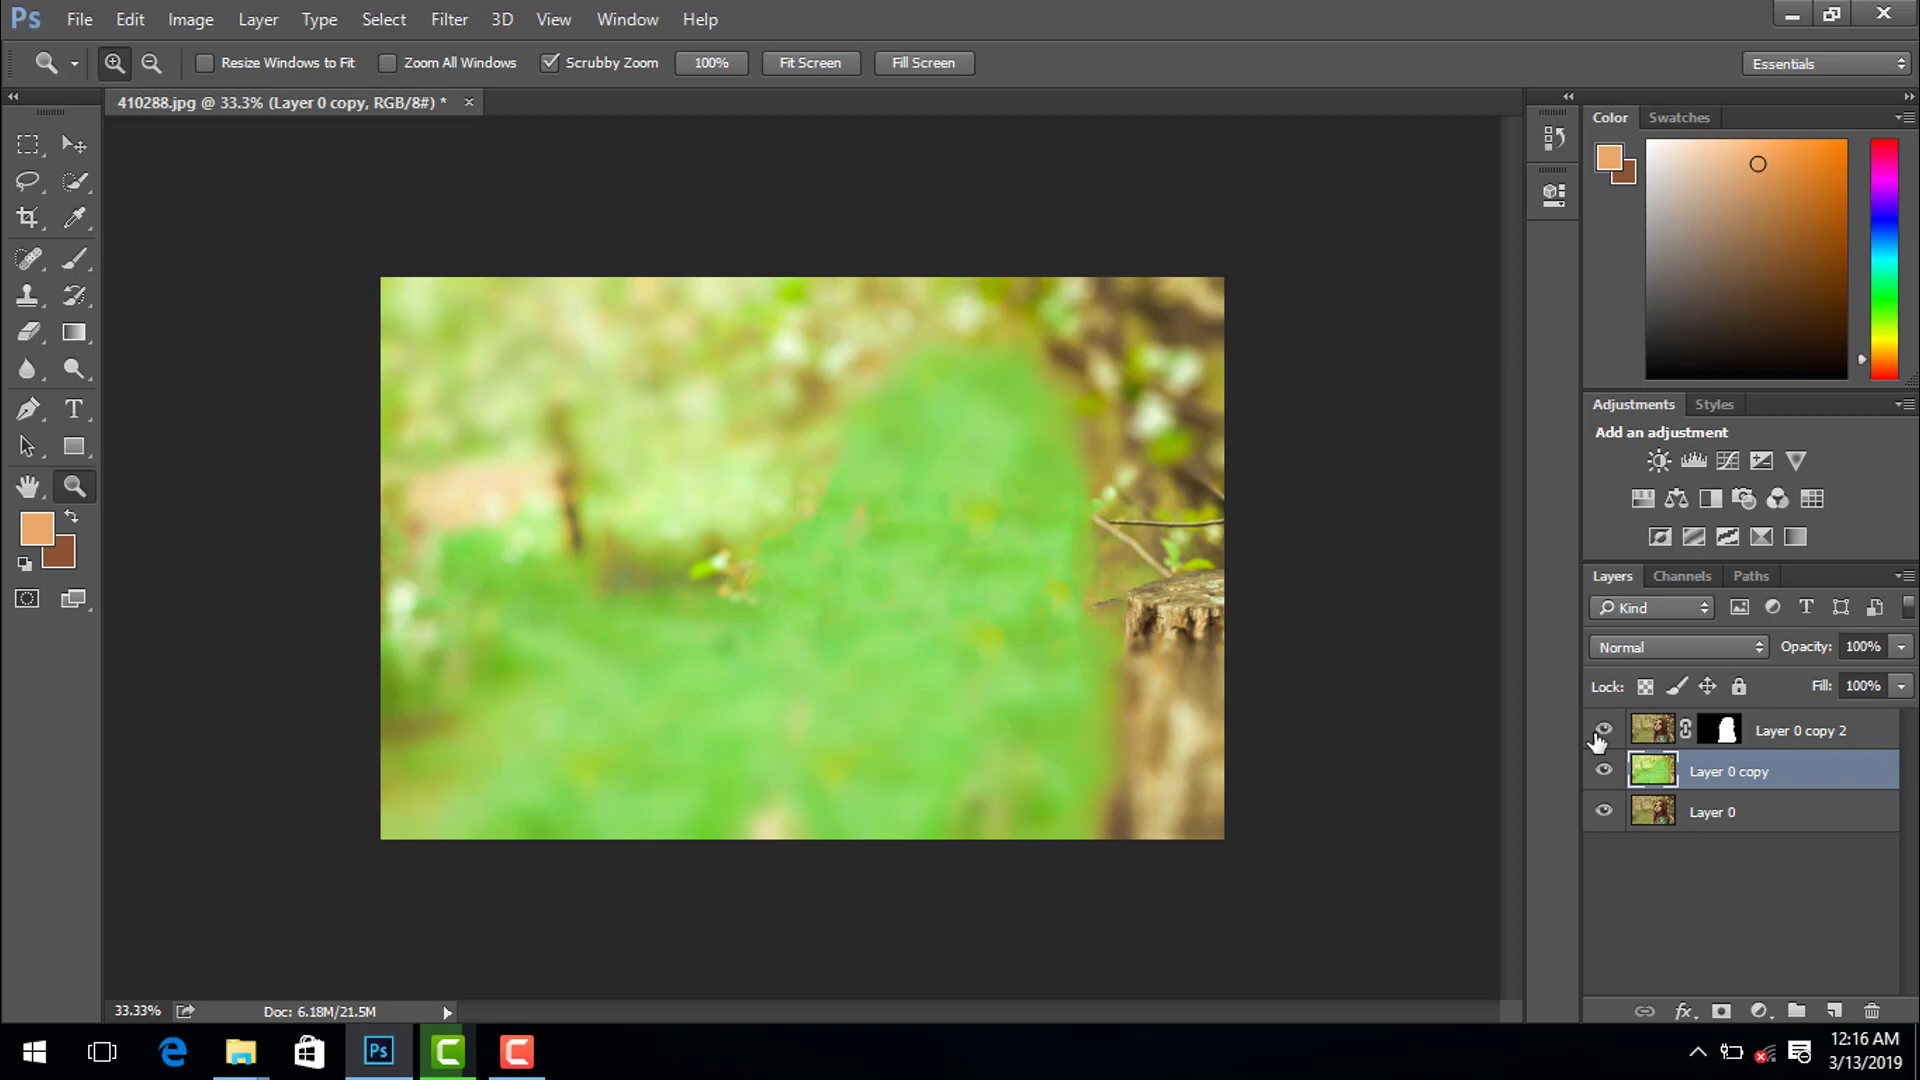 Ps File Edit Image Layer Type Select Filter 3D View Window Help
Resize Windows to Fit Zoom All Windows Scrubby Zoom 100% Fit Screen Fill Screen Essentials
410288.jpg @ 33.3% (Layer 0 copy, RGB/8#) *
Color Swatches
Adjustments Styles
Add an adjustment
Layers Channels Paths
Kind
Normal Opacity: 100%
Lock: Fill: 100%
Layer 0 copy 2
Layer 0 copy
Layer 0
33.33% Doc: 6.18M/21.5M
fx
Ps
12:16 AM
3/13/2019